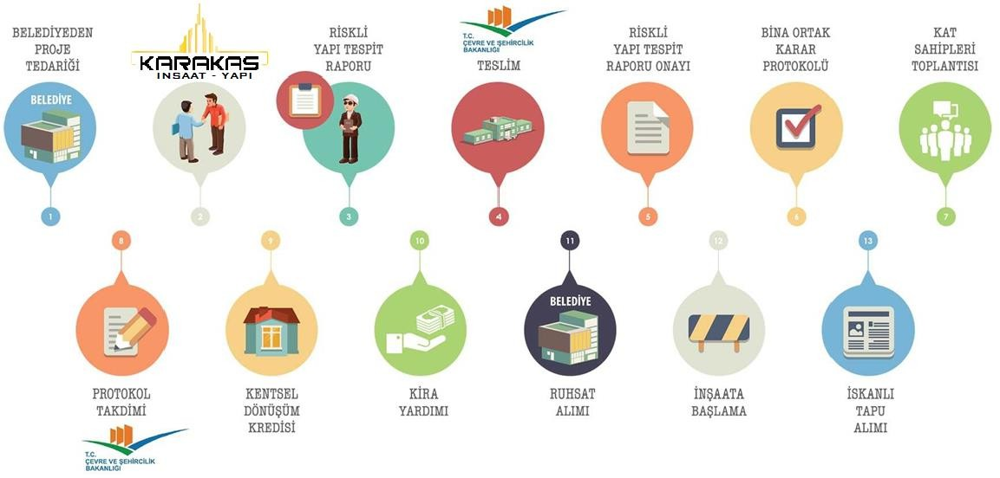 BELEDİYEDEN
PROJE
TEDARİĞİ
BELEDİYE
1
KARAKAS
INSAAT - YAPI
2
RİSKLİ
YAPI TESPİT
RAPORU
3
T.C.
ÇEVRE VE ŞEHİRCİLİK
BAKANLIĞI
TESLİM
4
RİSKLİ
YAPI TESPİT
RAPORU ONAYI
5
BİNA ORTAK
KARAR
PROTOKOLÜ
6
KAT
SAHİPLERİ
TOPLANTISI
7
8
PROTOKOL
TAKDİMİ
T.C.
ÇEVRE VE ŞEHİRCİLİK
BAKANLIĞI
9
KENTSEL
DÖNÜŞÜM
KREDİSİ
10
KİRA
YARDIMI
11
BELEDİYE
RUHSAT
ALIMI
12
İNŞAATA
BAŞLAMA
13
İSKANLI
TAPU
ALIMI